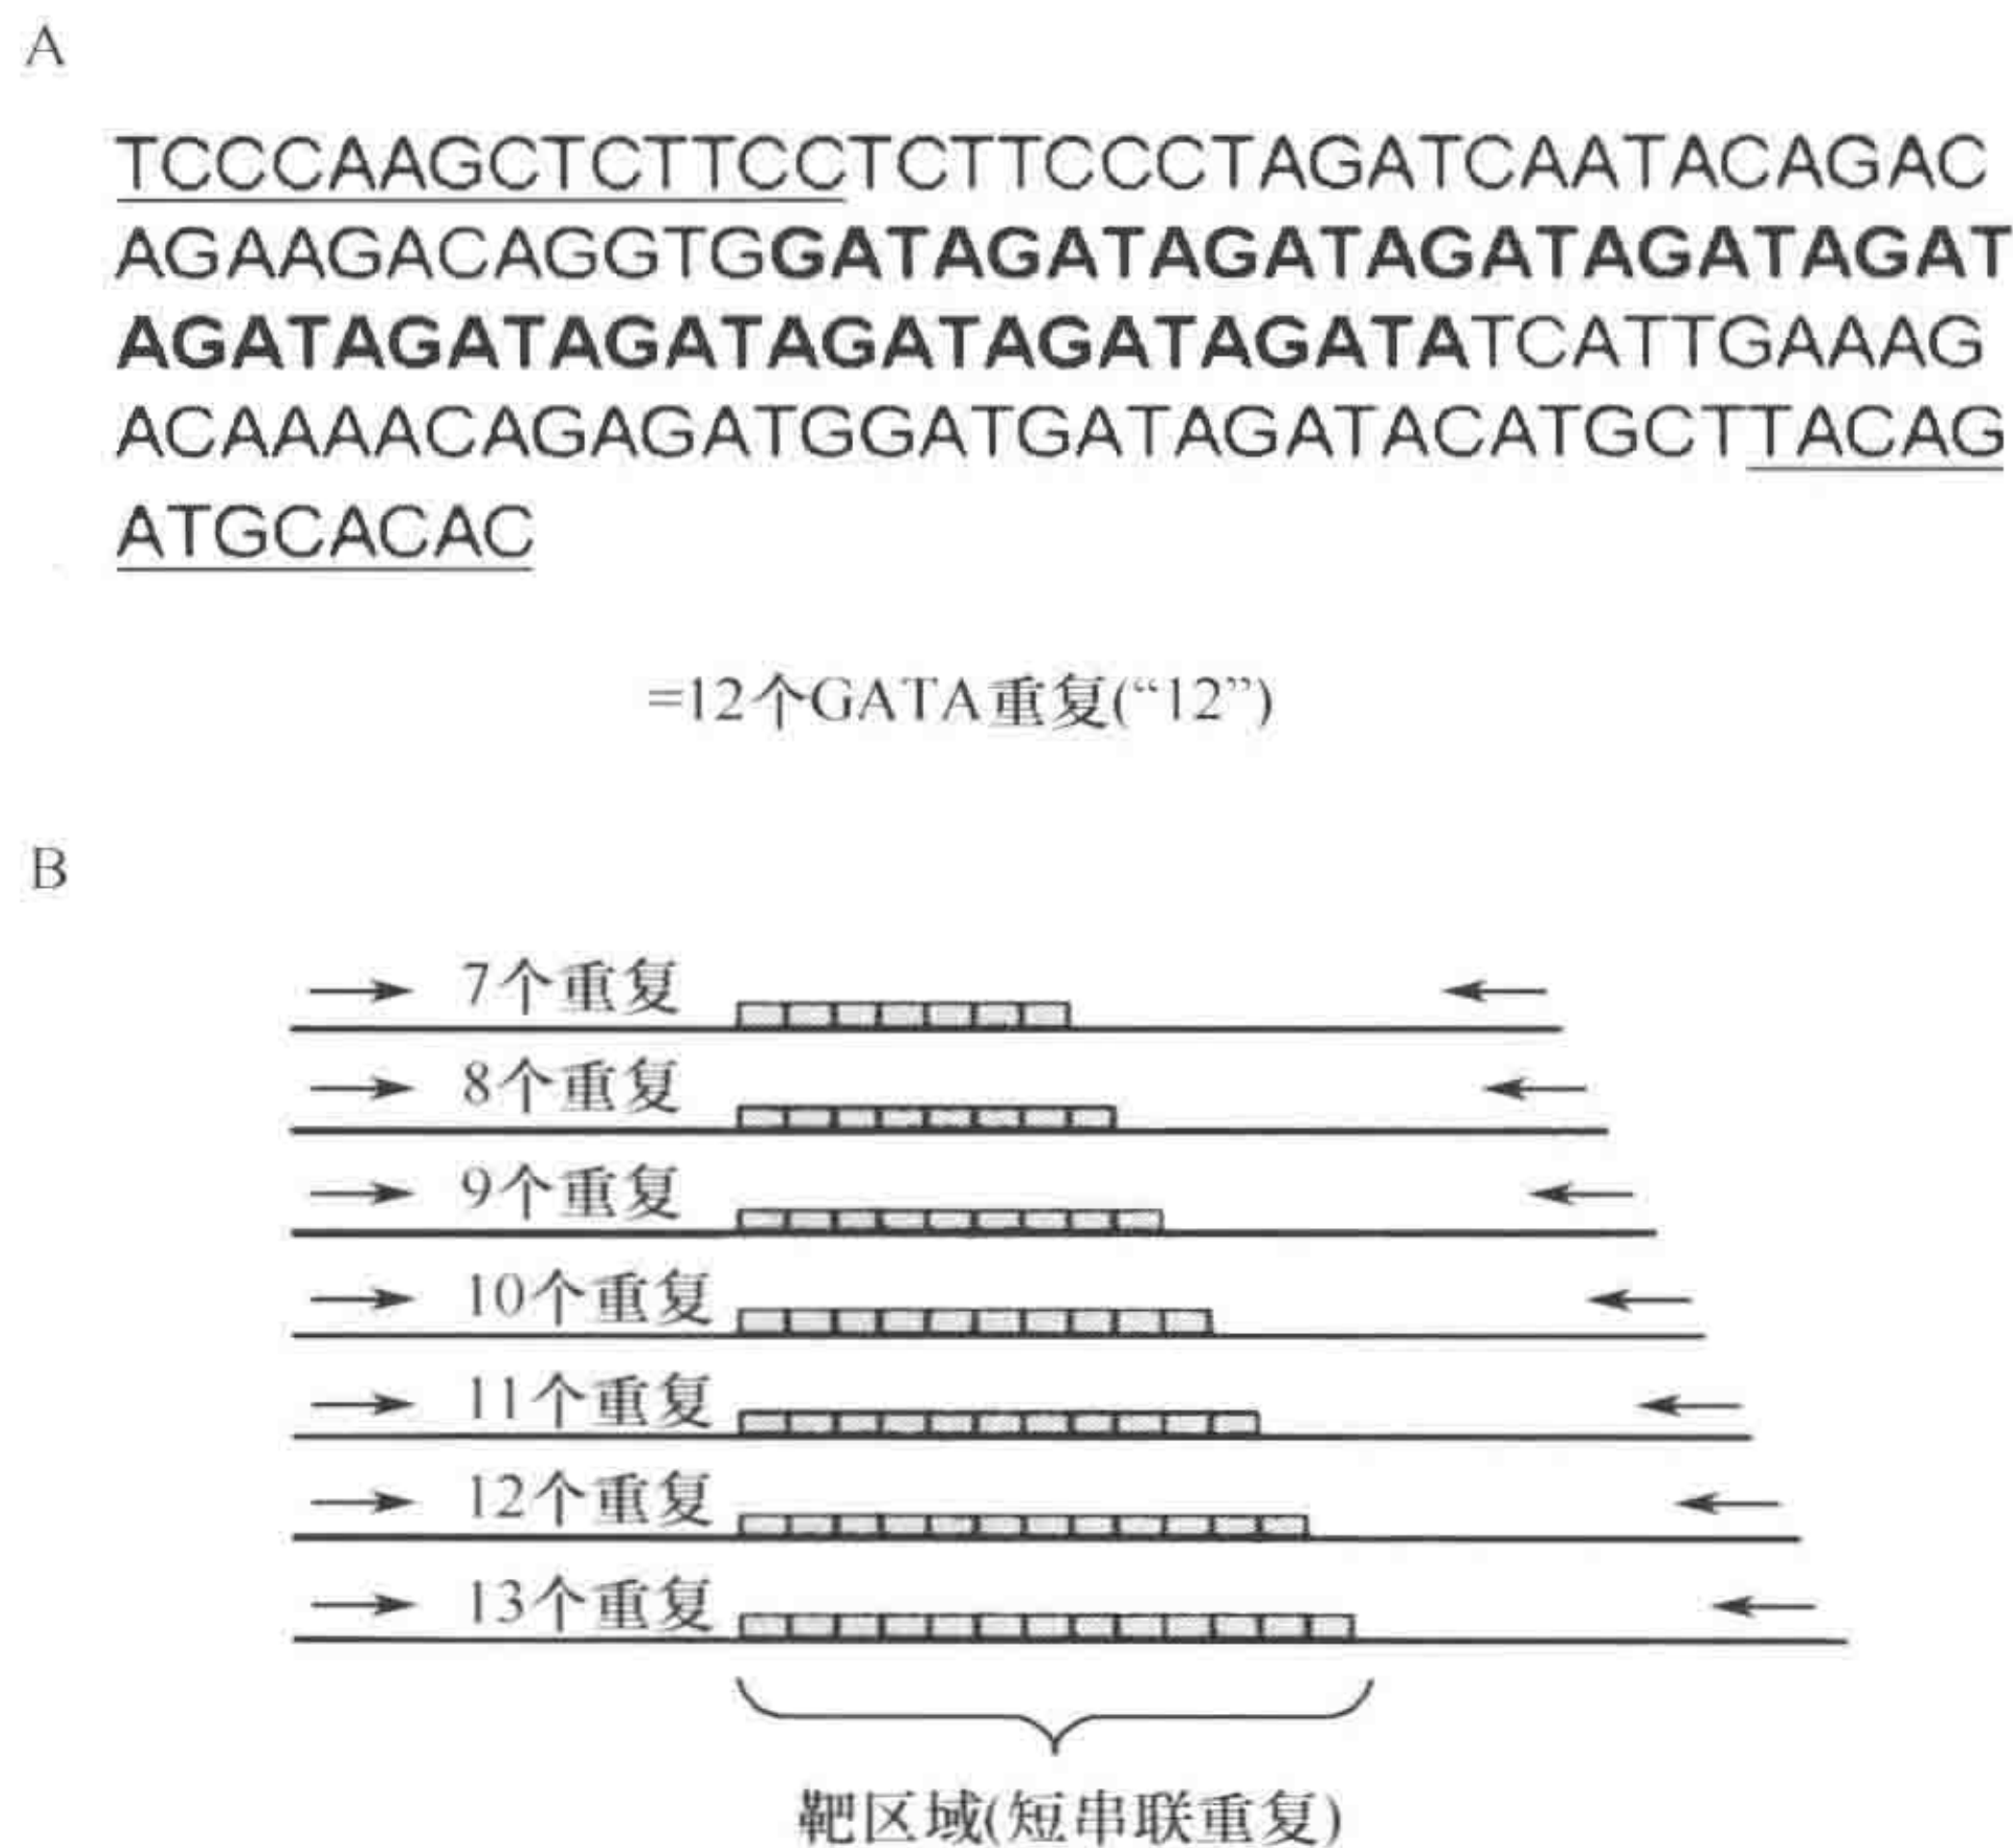 A
TCCCAAGCTCTTCCTCTTCCCTAGATCAATACAGAC
AGAAGACAGGTGGATAGATAGATAGATAGATAGAT
AGATAGATAGATAGATAGATAGATATCATTGAAAG
ACAAAACAGAGATGGATGATAGATACATGCTTACAG
ATGCACAC
=12个GATA重复(“12”)
B
7个重复
8个重复
9个重复
10个重复
11个重复
12个重复
13个重复
靶区域(短串联重复)